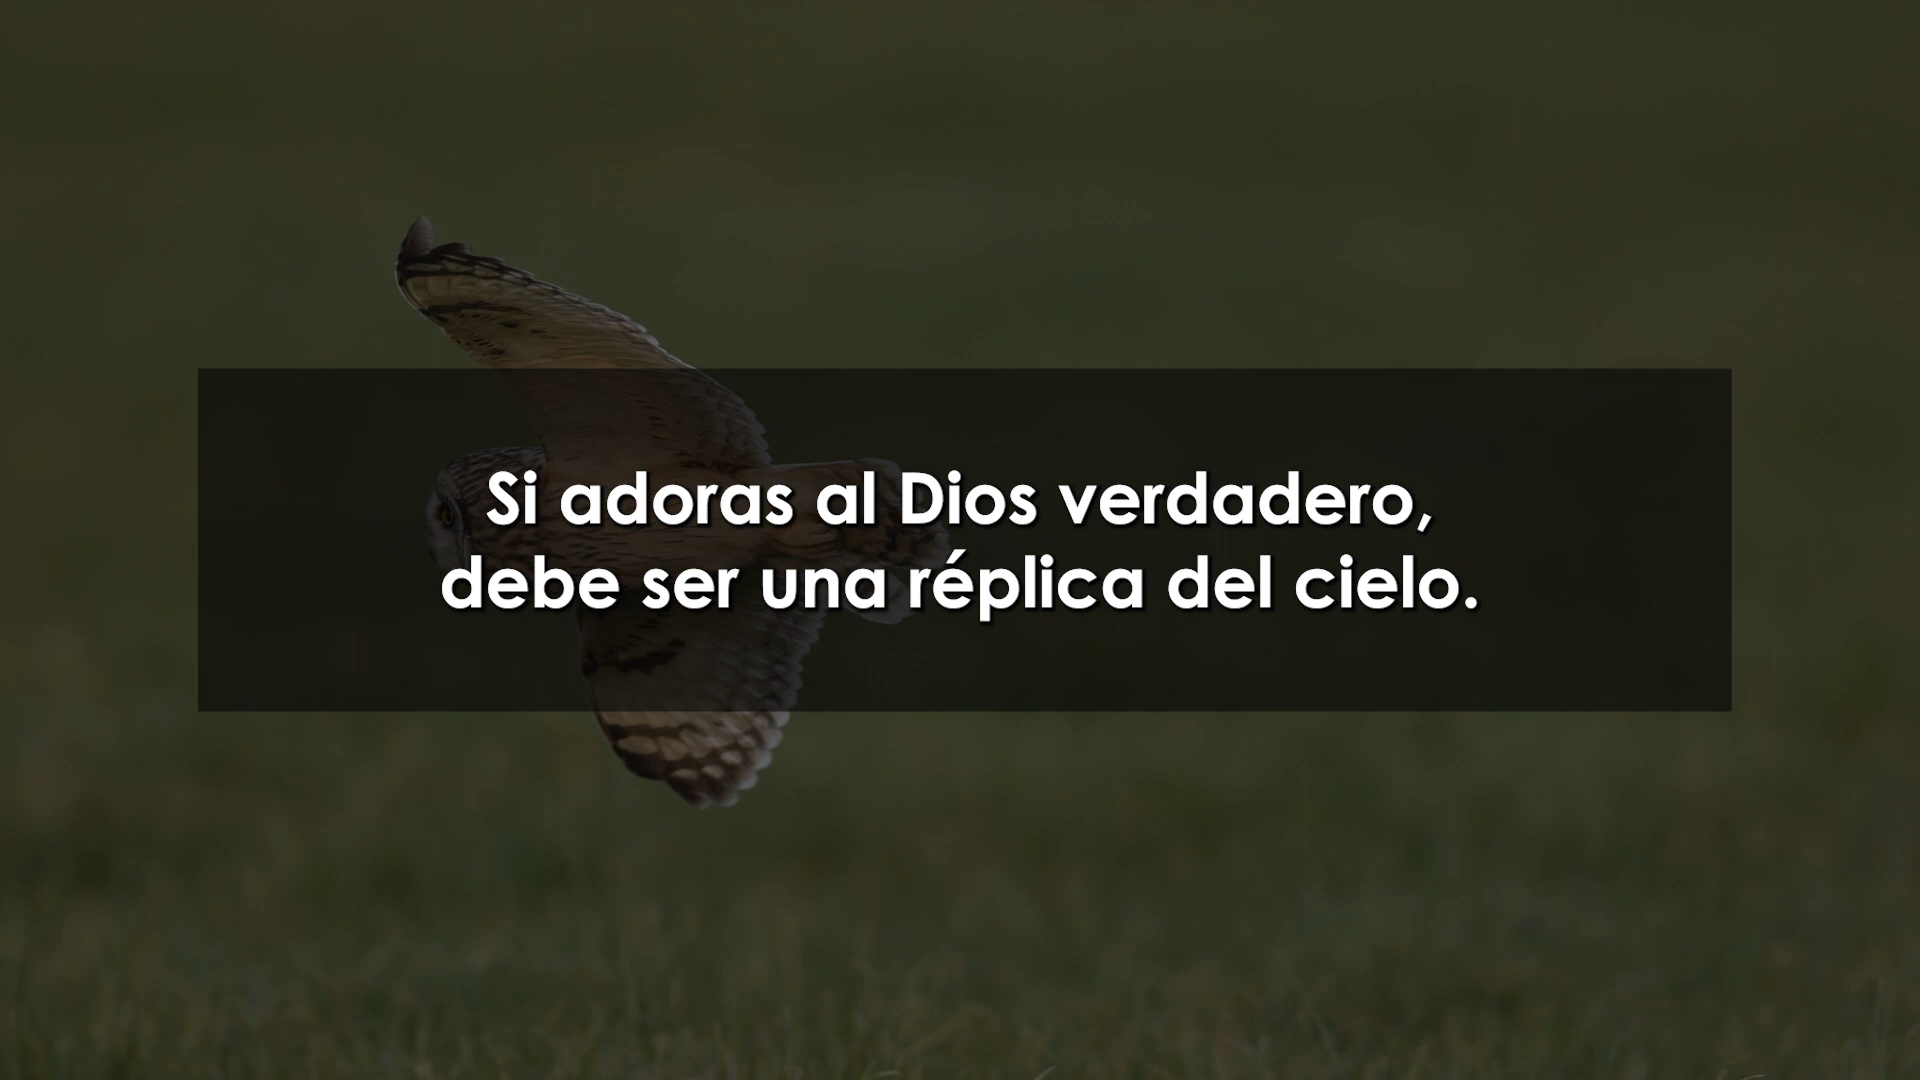 Si adoras al Dios verdadero,
debe ser una réplica del cielo.